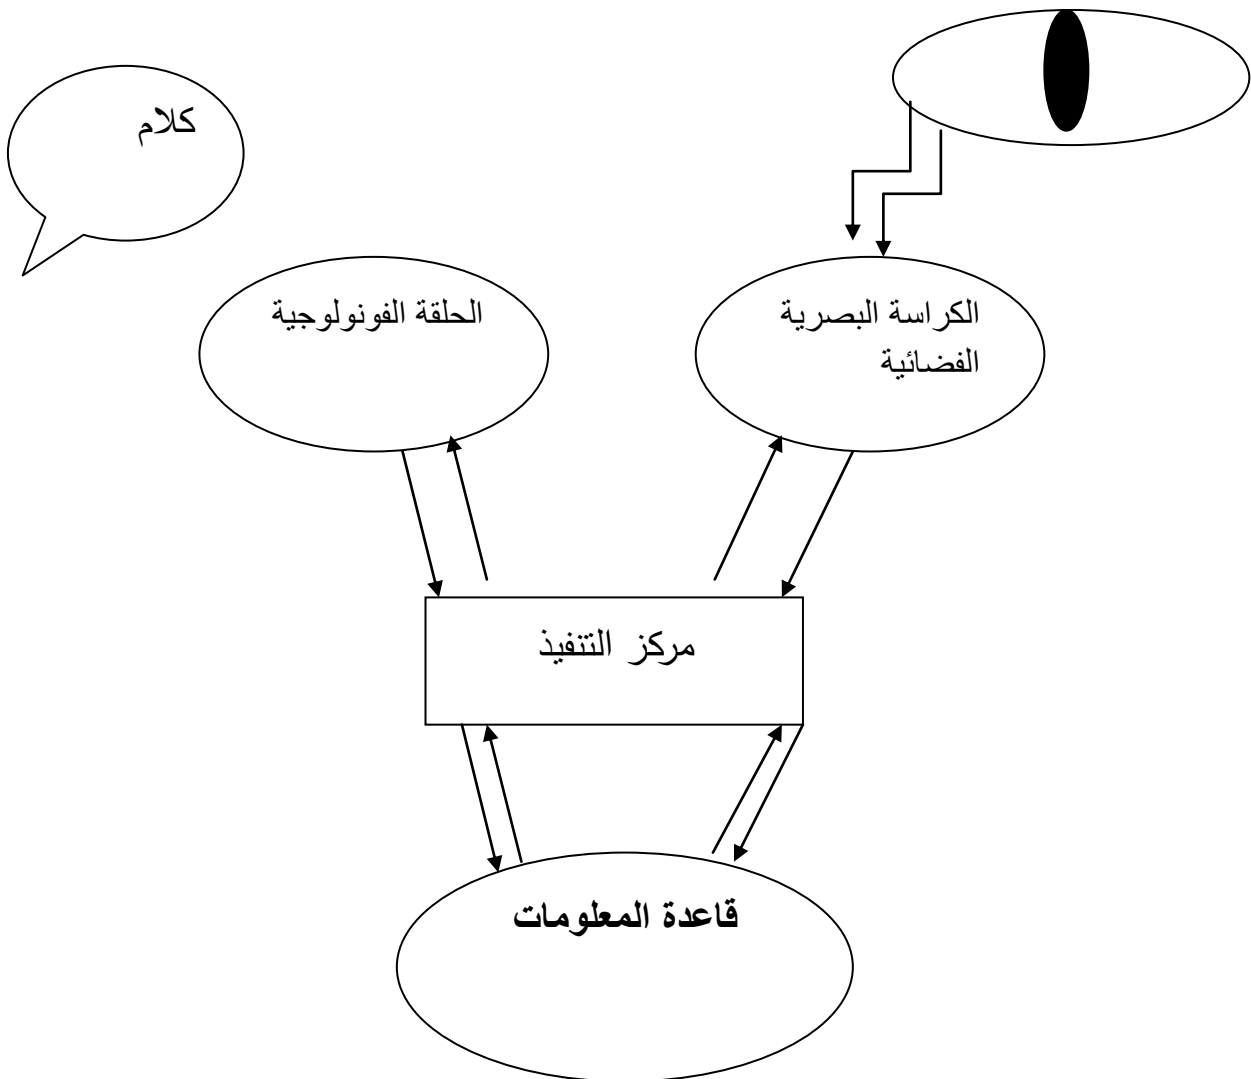 كلام
الحلقة الفونولوجية
الكراسة البصرية
الفضائية
مركز التنفيذ
قاعدة المعلومات